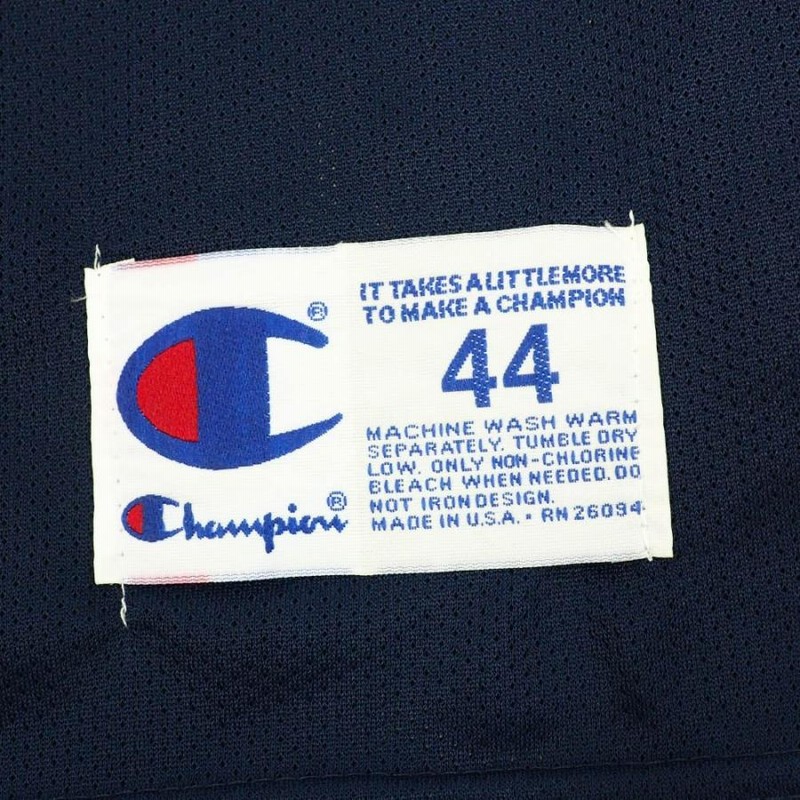 IT TAKES A LITTLE MORE
TO MAKE A CHAMPION
44
MACHINE WASH WARM
SEPARATELY. TUMBLE DRY
LOW. ONLY NON-CHLORINE
BLEACH WHEN NEEDED. DO
NOT IRON DESIGN.
MADE IN U.S.A. • RN 26094
®
Champion®